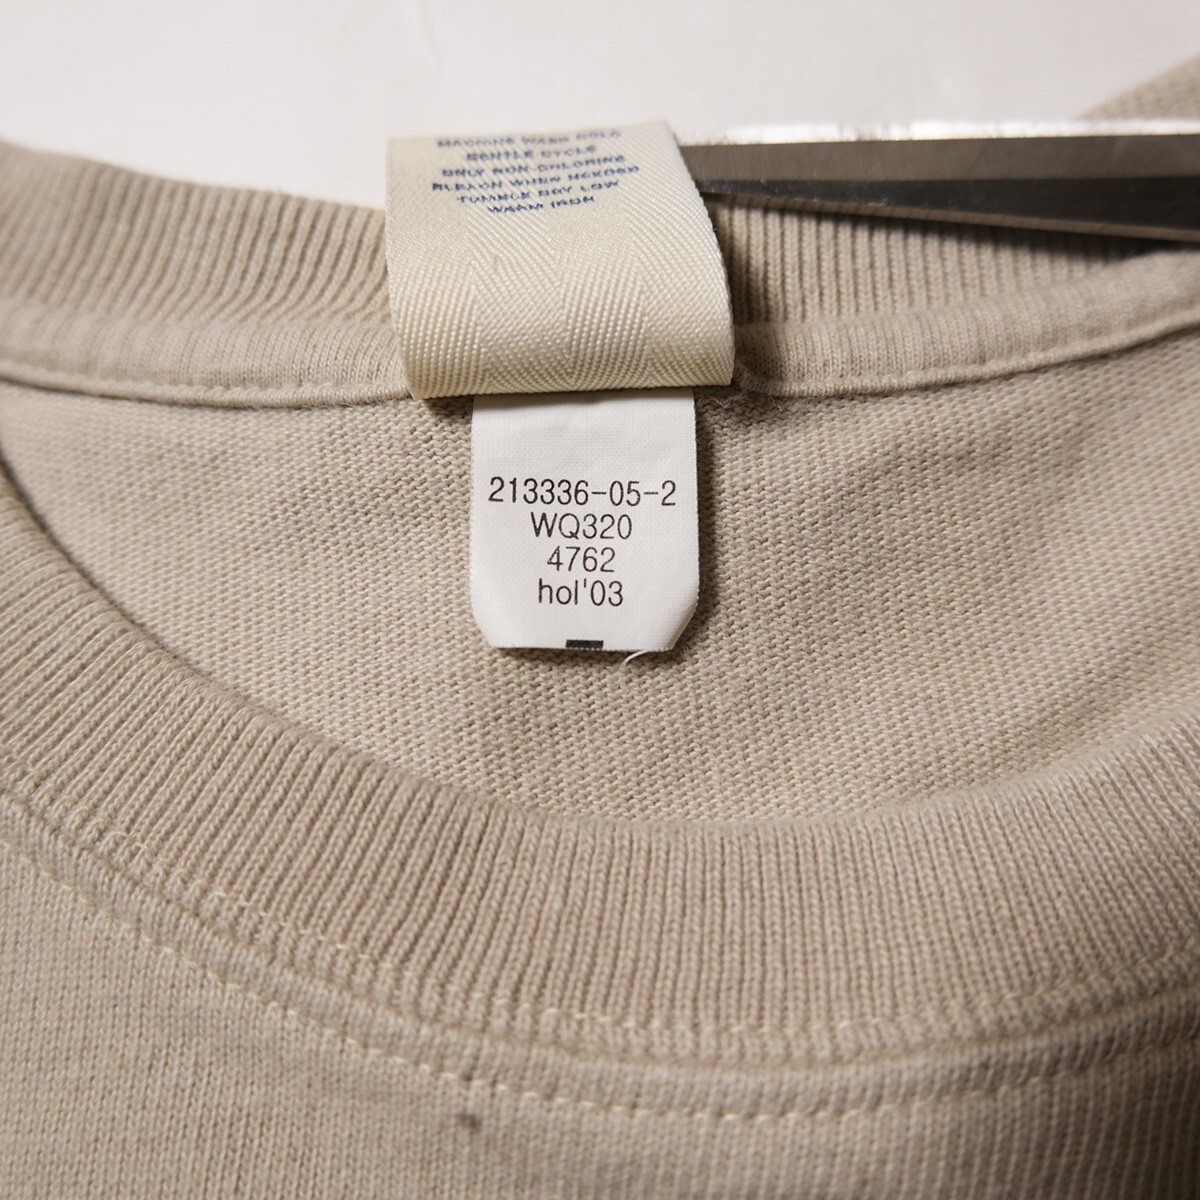 MACHINE WASH COLD
GENTLE CYCLE
ONLY NON-CHLORINE
BLEACH WHEN NEEDED
TUMBLE DRY LOW
WARM IRON
213336-05-2
WQ320
4762
hol'03